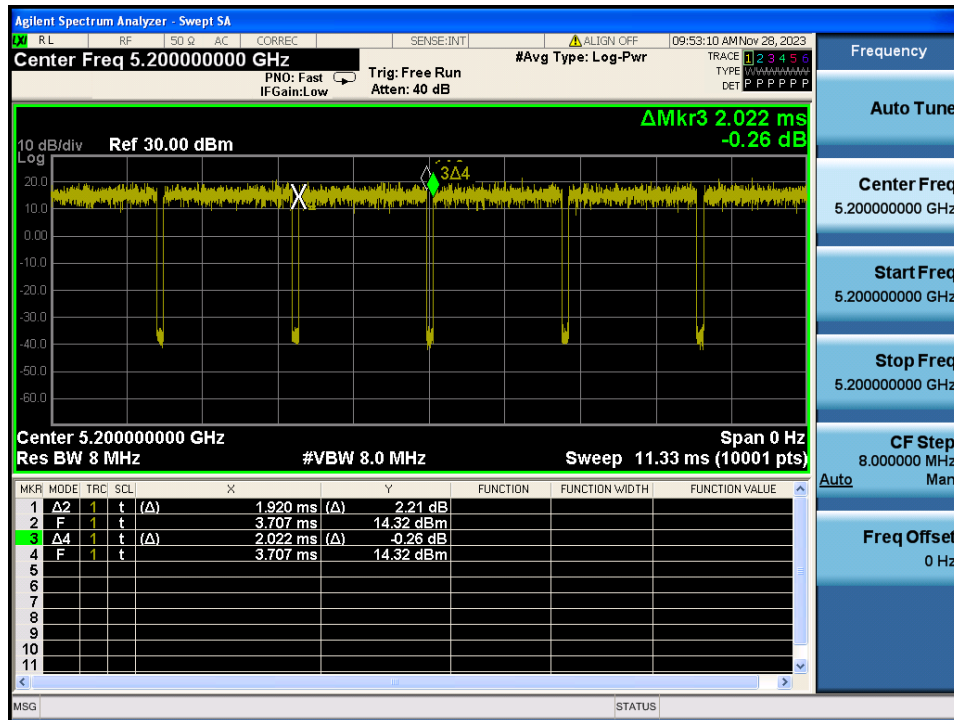 Agilent Spectrum Analyzer - Swept SA
LXI RL RF 50 Ω AC CORREC SENSE:INT ALIGN OFF 09:53:10 AM Nov 28, 2023
Center Freq 5.200000000 GHz
PNO: Fast
IFGain:Low
Trig: Free Run
Atten: 40 dB
#Avg Type: Log-Pwr
TRACE 1 2 3 4 5 6
TYPE WWWWWW
DET P P P P P P
ΔMkr3 2.022 ms
-0.26 dB
10 dB/div Ref 30.00 dBm
Log
20.0
10.0
0.00
-10.0
-20.0
-30.0
-40.0
-50.0
-60.0
3Δ4
Center 5.200000000 GHz Span 0 Hz
Res BW 8 MHz #VBW 8.0 MHz Sweep 11.33 ms (10001 pts)
MKR MODE TRC SCL X Y FUNCTION FUNCTION WIDTH FUNCTION VALUE
1 Δ2 1 t (Δ) 1.920 ms (Δ) 2.21 dB
2 F 1 t 3.707 ms 14.32 dBm
3 Δ4 1 t (Δ) 2.022 ms (Δ) -0.26 dB
4 F 1 t 3.707 ms 14.32 dBm
5
6
7
8
9
10
11
MSG STATUS
Frequency
Auto Tune
Center Freq
5.200000000 GHz
Start Freq
5.200000000 GHz
Stop Freq
5.200000000 GHz
CF Step
8.000000 MHz
Auto Man
Freq Offset
0 Hz